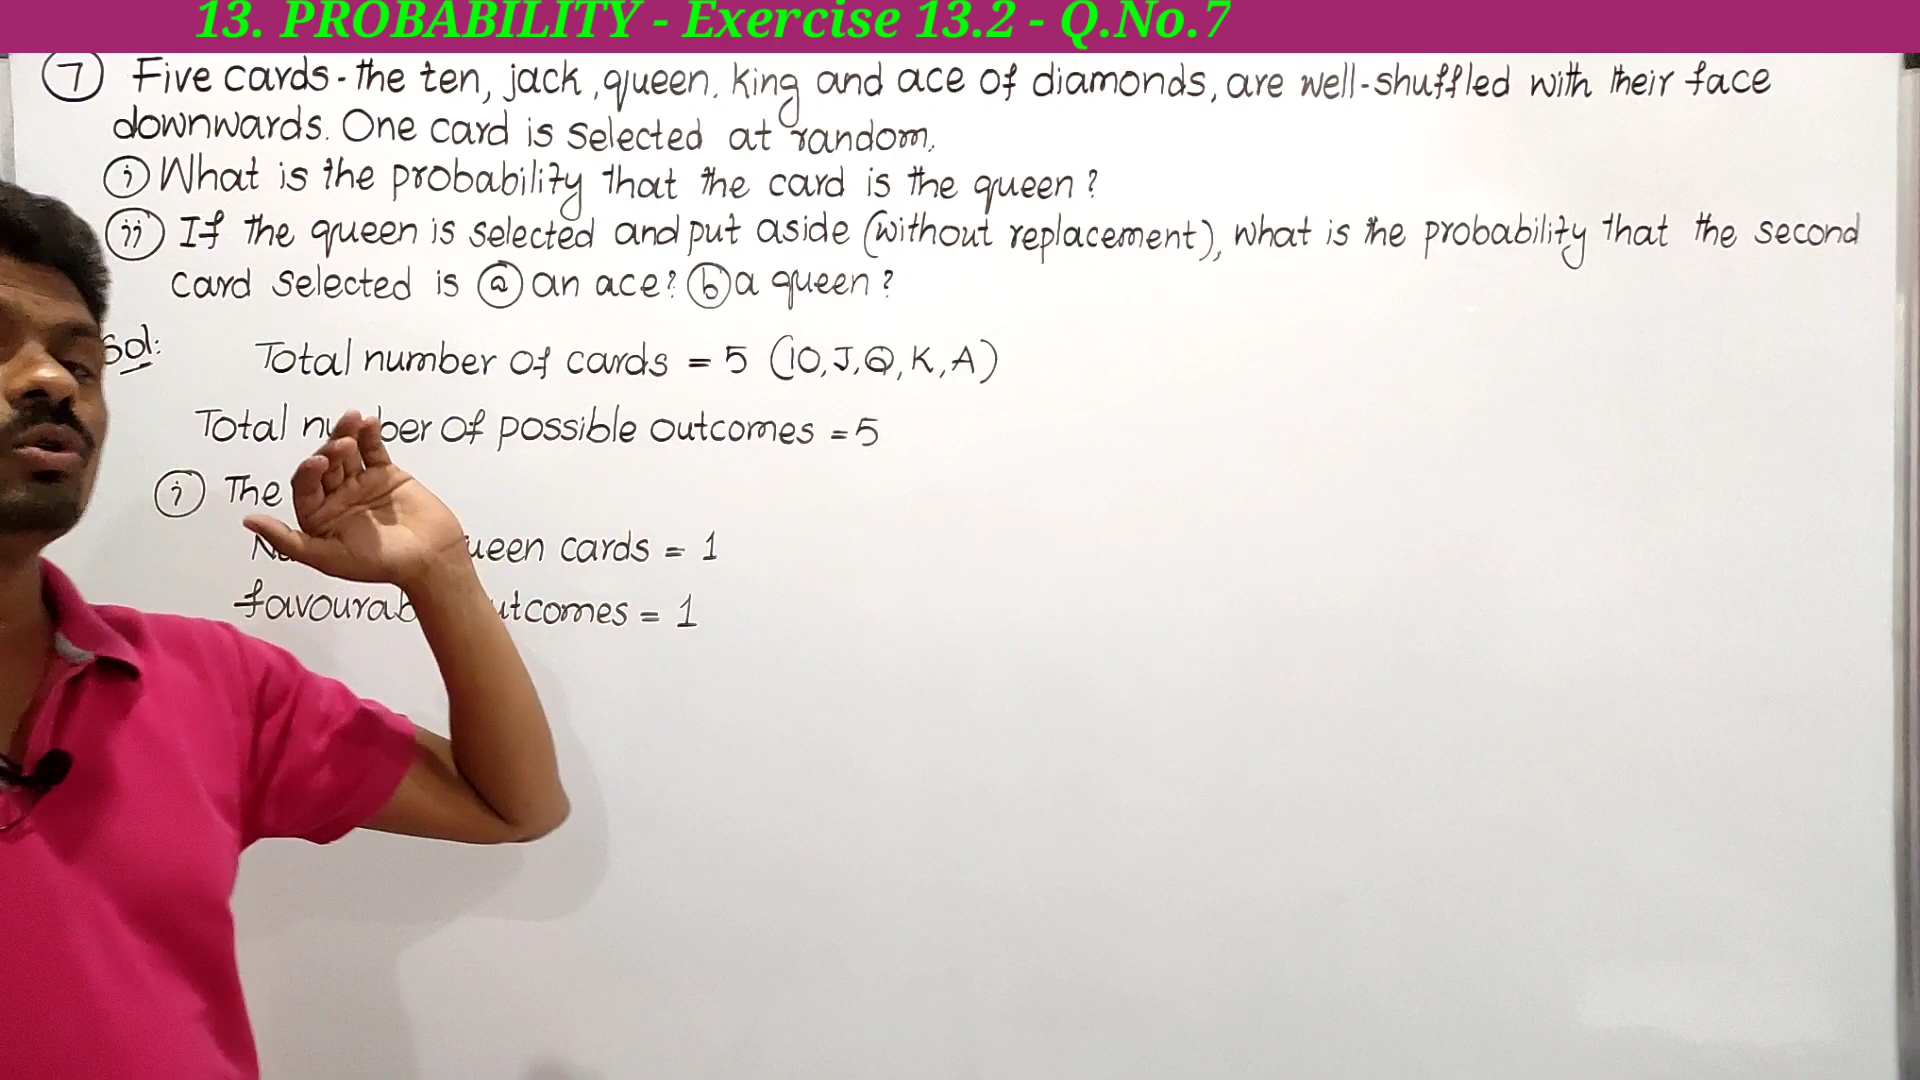 13. PROBABILITY - Exercise 13.2 - Q.No.7
7 Five cards - the ten, jack, queen, king and ace of diamonds, are well-shuffled with their face
downwards. One card is selected at random.
i What is the probability that the card is the queen?
ii If the queen is selected and put aside (without replacement), what is the probability that the second
card selected is a an ace? b a queen?
Sol:
Total number of cards = 5 (10, J, Q, K, A)
Total number of possible outcomes = 5
i The
queen cards = 1
favourable outcomes = 1